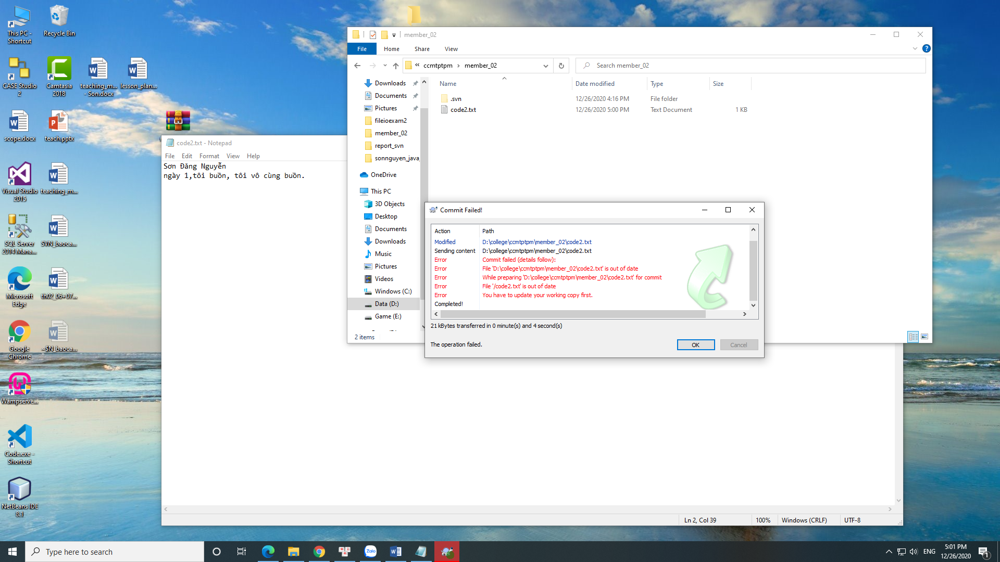 This PC -
Shortcut
Recycle Bin
CASE Studio
2
Camtasia
2018
teaching_m...
- Son.docx
lesson_plan...
scope.docx
teach.pptx
Visual Studio
2015
teaching_m...
SQL Server
2014 Mana...
SVN_baoca...
Microsoft
Edge
th02_06+07...
Google
Chrome
~SN_baoca...
Wampserve...
Code.exe -
Shortcut
NetBeans IDE
8.1
code2.txt - Notepad
File Edit Format View Help
Sơn Đăng Nguyễn
ngày 1,tôi buồn, tôi vô cùng buồn.
Ln 2, Col 39 100% Windows (CRLF) UTF-8
member_02
File Home Share View
ccmtptpm member_02
Search member_02
Name Date modified Type Size
.svn 12/26/2020 4:16 PM File folder
code2.txt 12/26/2020 5:00 PM Text Document 1 KB
Downloads
Documents
Pictures
fileioexam2
member_02
report_svn
sonnguyen_java_
OneDrive
This PC
3D Objects
Desktop
Documents
Downloads
Music
Pictures
Videos
Windows (C:)
Data (D:)
Game (E:)
2 items
Commit Failed!
Action Path
Modified D:\college\ccmtptpm\member_02\code2.txt
Sending content D:\college\ccmtptpm\member_02\code2.txt
Error Commit failed (details follow):
Error File 'D:\college\ccmtptpm\member_02\code2.txt' is out of date
Error While preparing 'D:\college\ccmtptpm\member_02\code2.txt' for commit
Error File '/code2.txt' is out of date
Error You have to update your working copy first.
Completed!
21 kBytes transferred in 0 minute(s) and 4 second(s)
The operation failed.
OK Cancel
Type here to search
Zalo
ENG
5:01 PM
12/26/2020
1